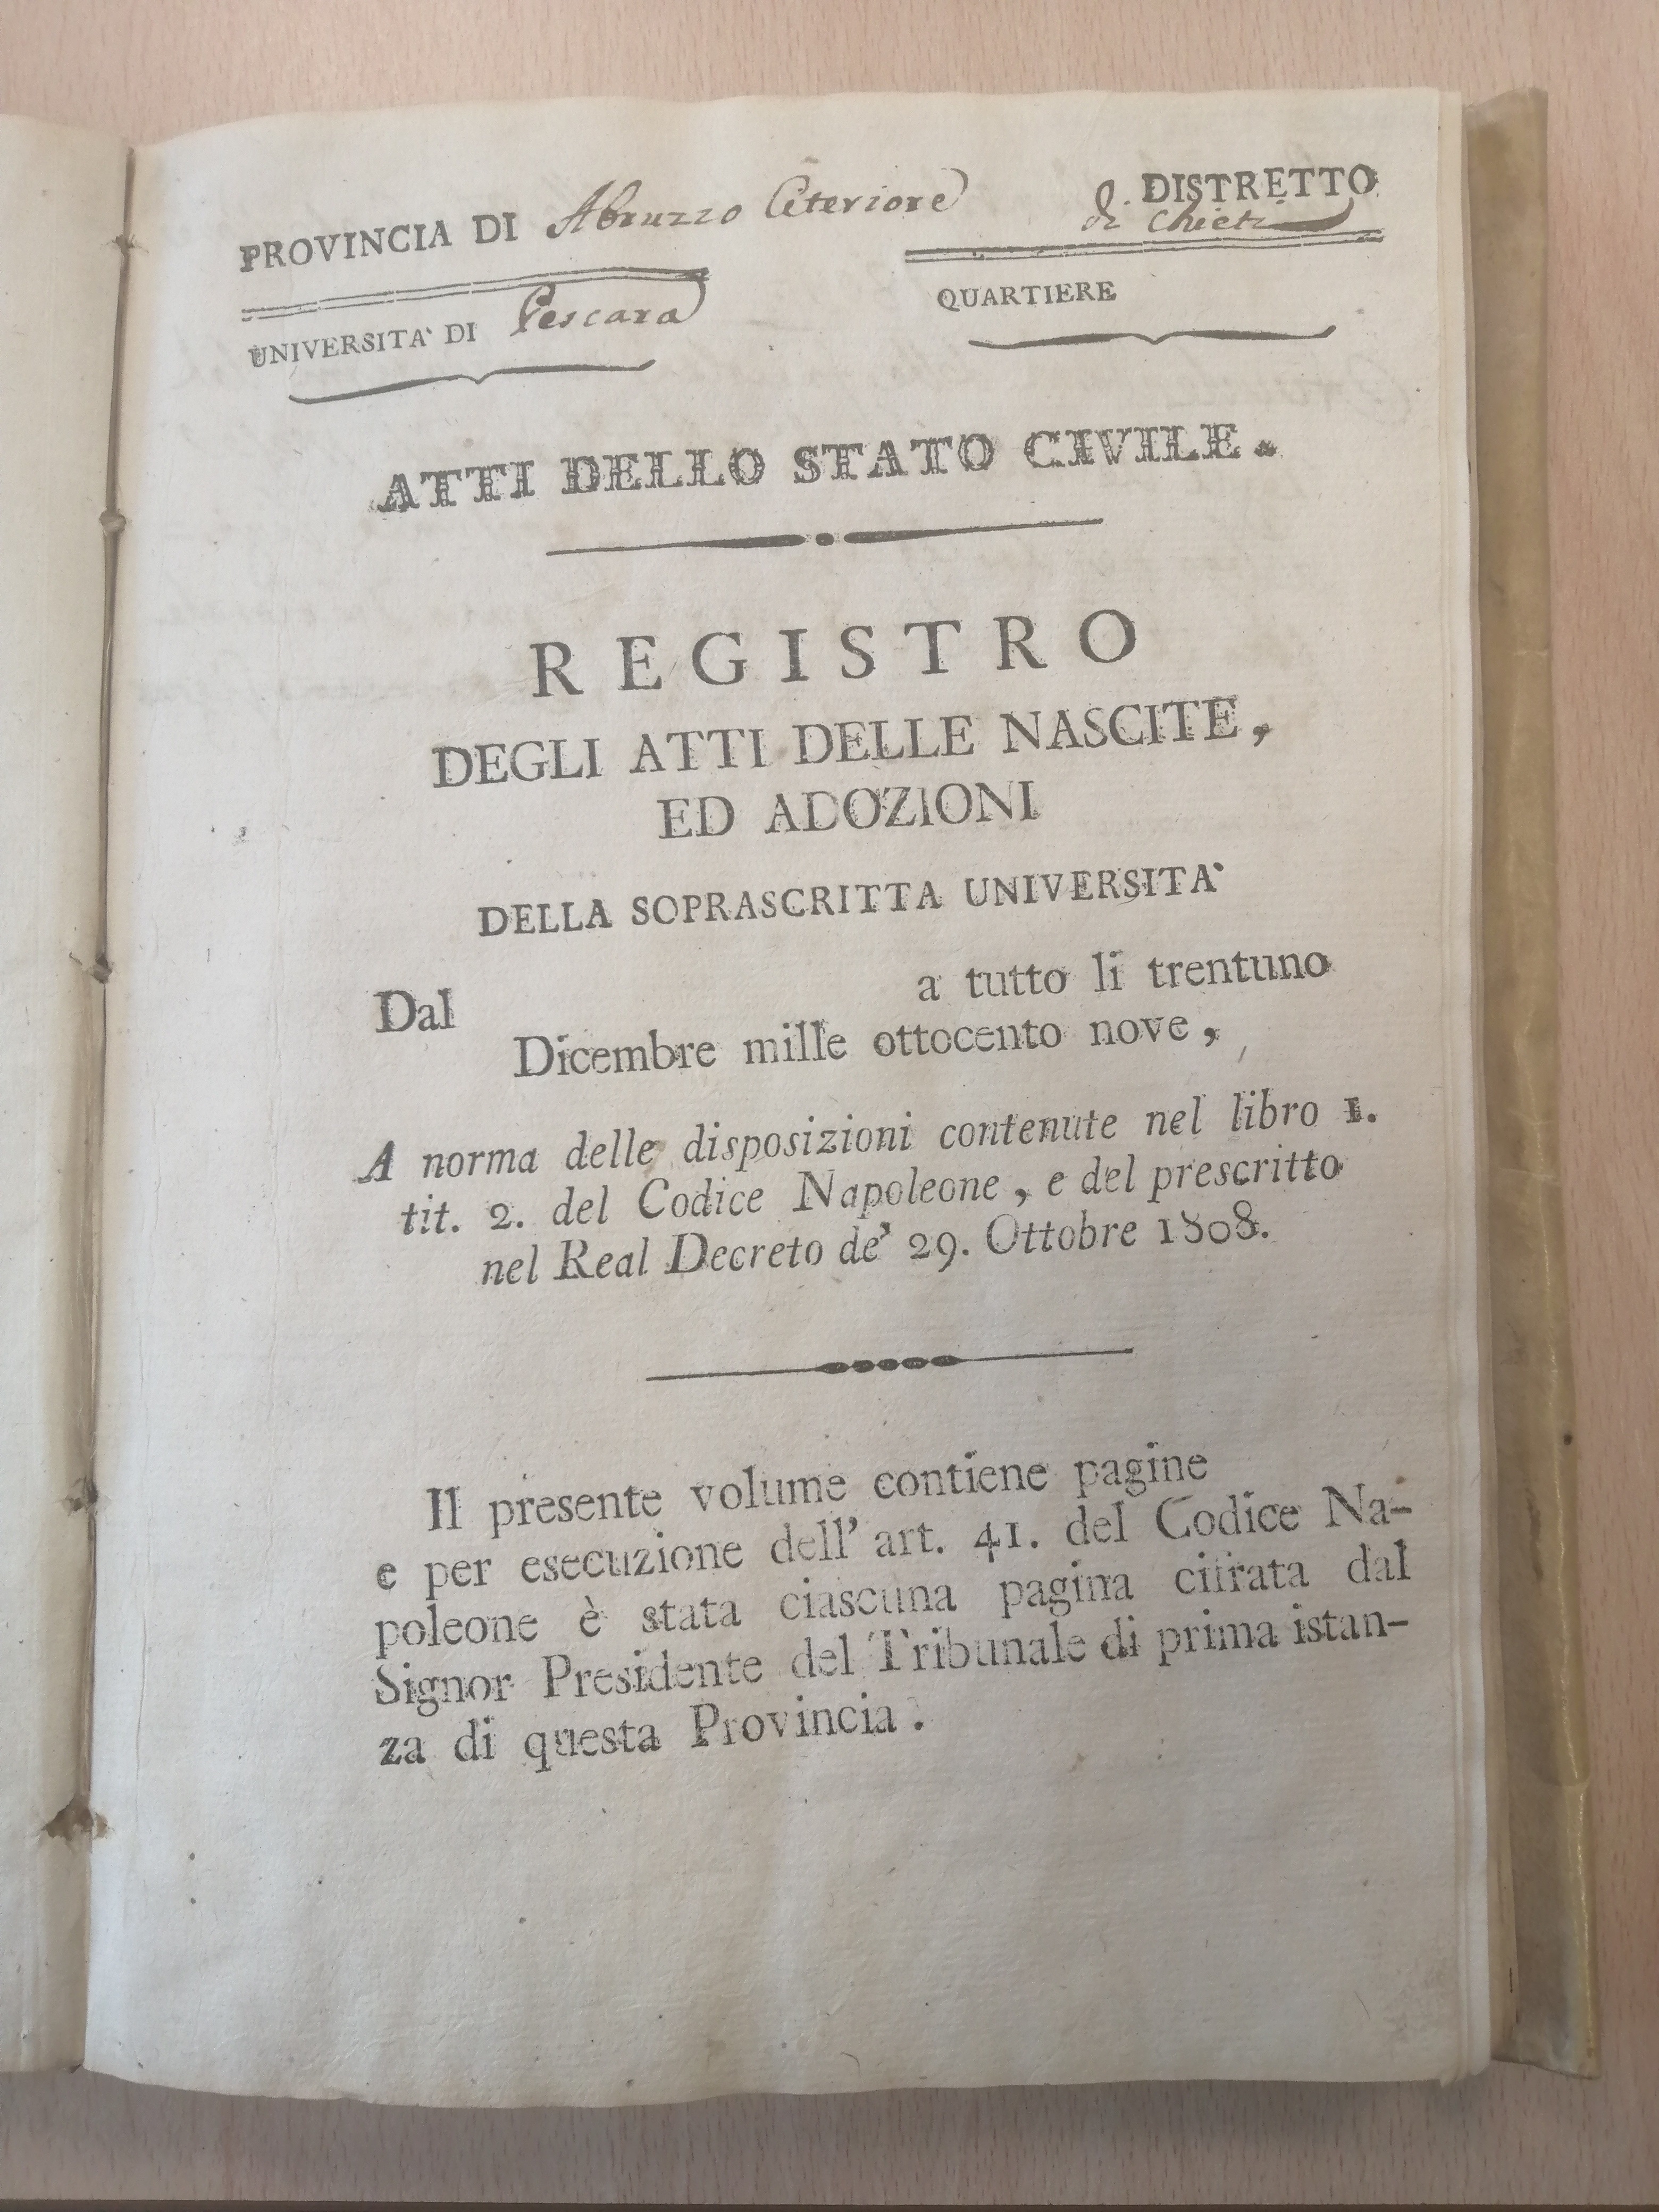 PROVINCIA DI Abruzzo Citeriore
DISTRETTO
di Chieti
UNIVERSITA' DI Pescara
QUARTIERE
ATTI DELLO STATO CIVILE.
REGISTRO
DEGLI ATTI DELLE NASCITE,
ED ADOZIONI
DELLA SOPRASCRITTA UNIVERSITA'
Dal a tutto li trentuno
Dicembre mille ottocento nove,
A norma delle disposizioni contenute nel libro 1.
tit. 2. del Codice Napoleone, e del prescritto
nel Real Decreto de' 29. Ottobre 1808.
Il presente volume contiene pagine
e per esecuzione dell'art. 41. del Codice Na-
poleone è stata ciascuna pagina cifrata dal
Signor Presidente del Tribunale di prima istan-
za di questa Provincia.